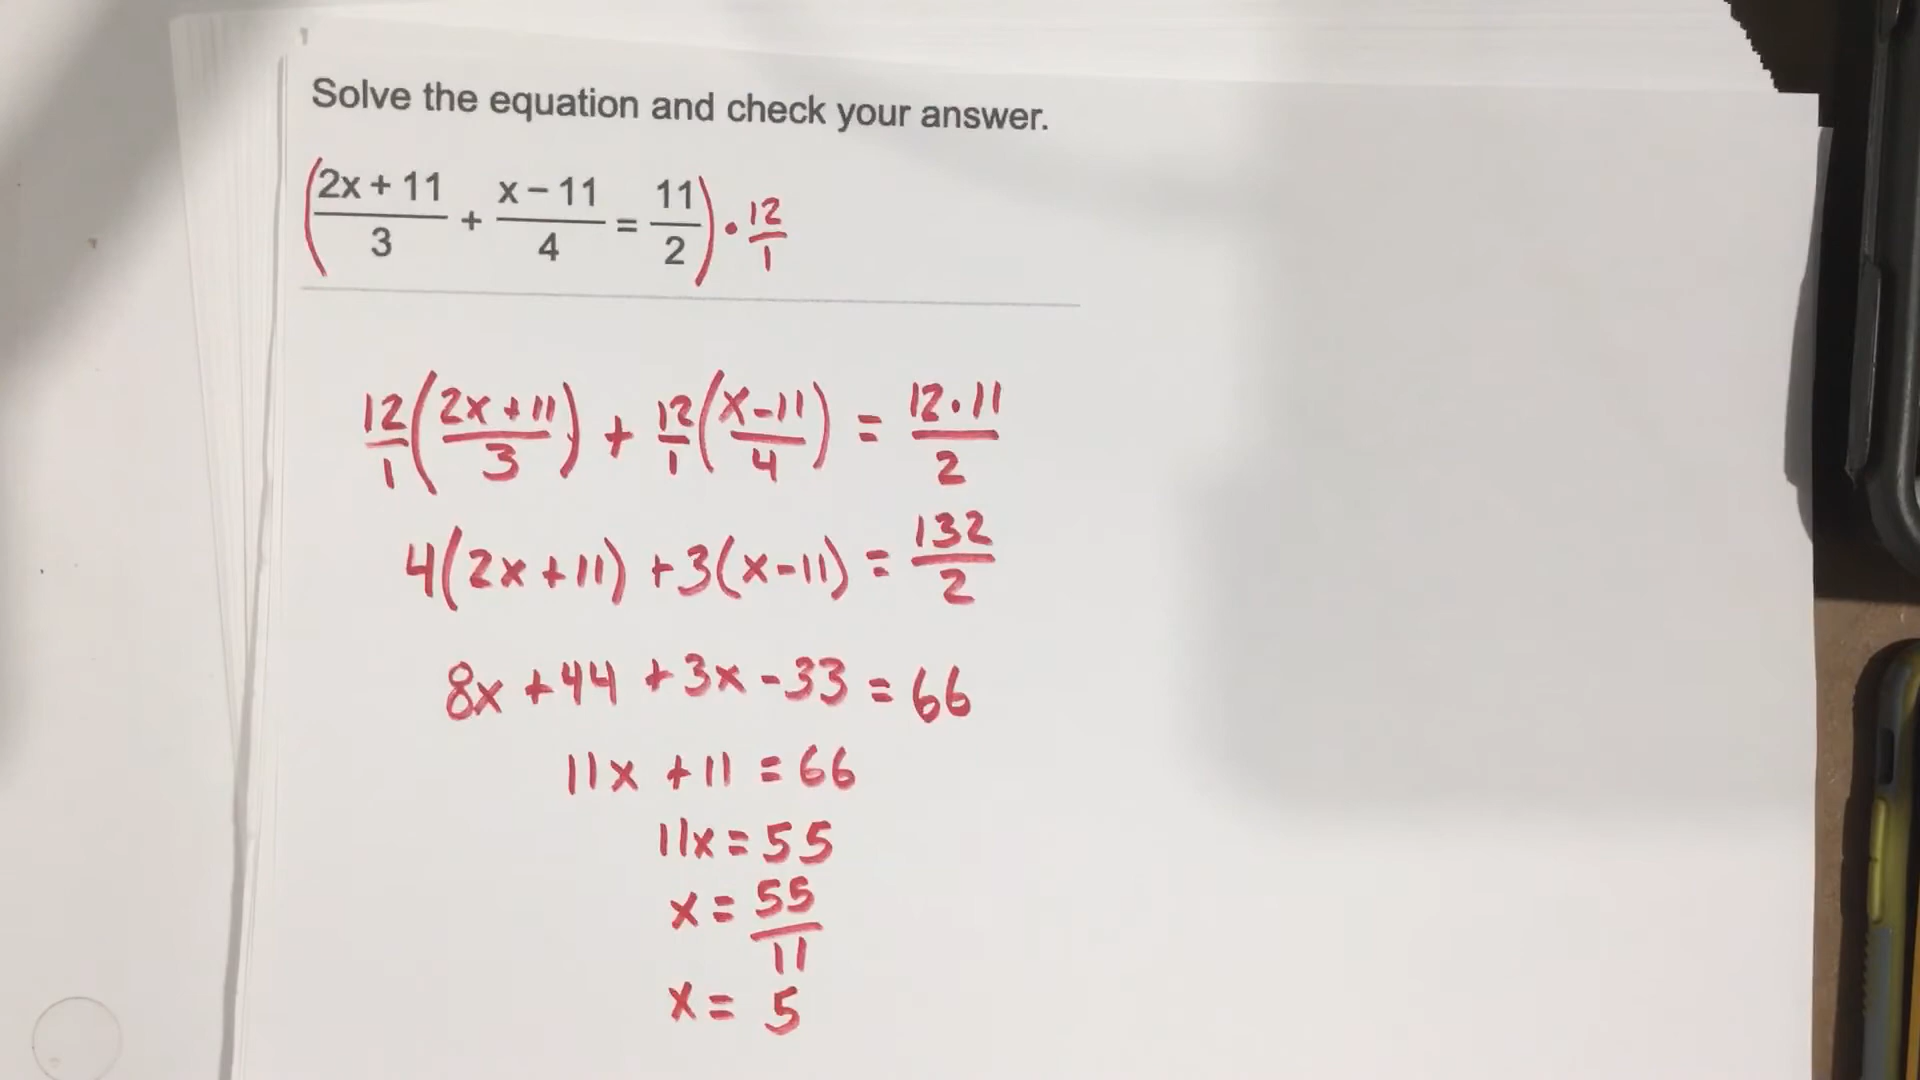 Solve the equation and check your answer.
(2x + 11)/3 + (x − 11)/4 = 11/2) · 12/1
12/1 (2x + 11 / 3) + 12/1 (x - 11 / 4) = 12 · 11 / 2
4(2x + 11) + 3(x - 11) = 132/2
8x + 44 + 3x - 33 = 66
11x + 11 = 66
11x = 55
x = 55/11
x = 5